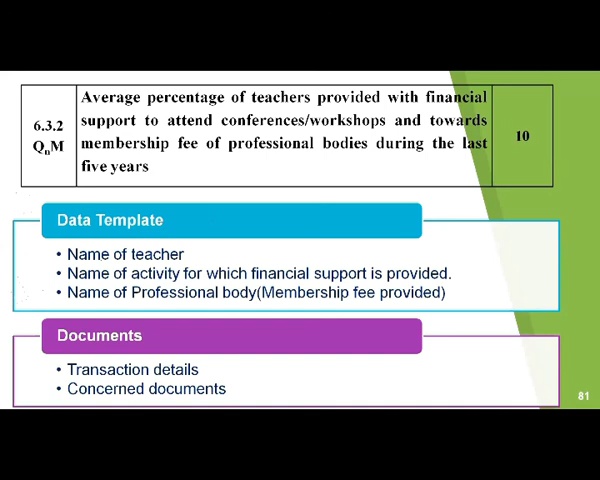 Average percentage of teachers provided with financial
support to attend conferences/workshops and towards
6.3.2
QnM
membership fee of professional bodies during the last
five years
10
Data Template
• Name of teacher
• Name of activity for which financial support is provided.
• Name of Professional body(Membership fee provided)
Documents
• Transaction details
• Concerned documents
81